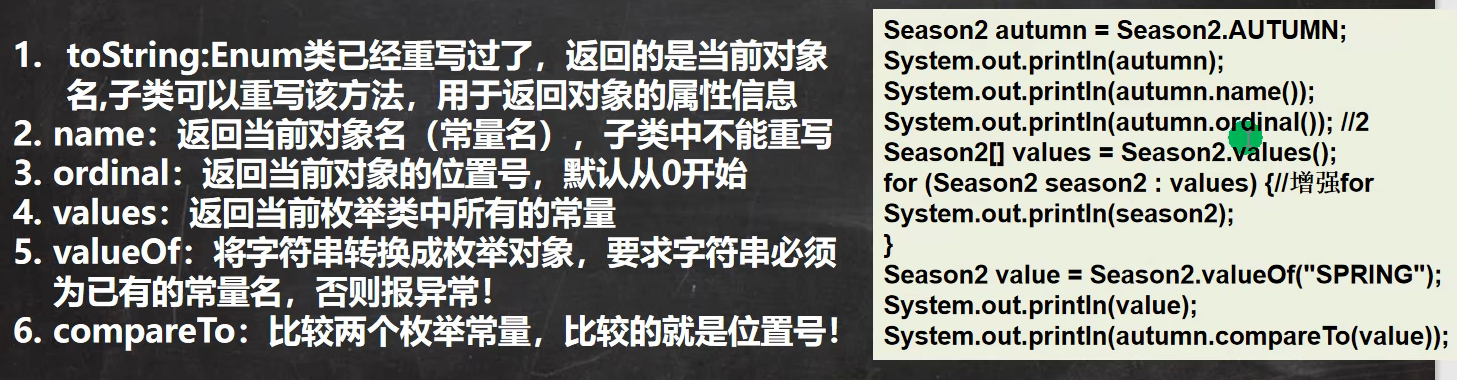 1. toString:Enum类已经重写过了，返回的是当前对象
名,子类可以重写该方法，用于返回对象的属性信息
2. name：返回当前对象名（常量名），子类中不能重写
3. ordinal：返回当前对象的位置号，默认从0开始
4. values：返回当前枚举类中所有的常量
5. valueOf：将字符串转换成枚举对象，要求字符串必须
为已有的常量名，否则报异常！
6. compareTo：比较两个枚举常量，比较的就是位置号！
Season2 autumn = Season2.AUTUMN;
System.out.println(autumn);
System.out.println(autumn.name());
System.out.println(autumn.ordinal()); //2
Season2[] values = Season2.values();
for (Season2 season2 : values) {//增强for
System.out.println(season2);
}
Season2 value = Season2.valueOf("SPRING");
System.out.println(value);
System.out.println(autumn.compareTo(value));